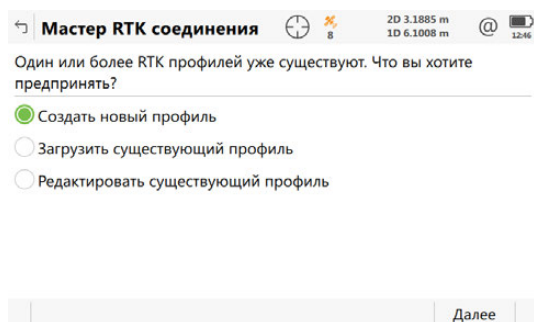 Мастер RTK соединения
8
2D 3.1885 m
1D 6.1008 m
@
12:46
Один или более RTK профилей уже существуют. Что вы хотите
предпринять?
Создать новый профиль
Загрузить существующий профиль
Редактировать существующий профиль
Далее